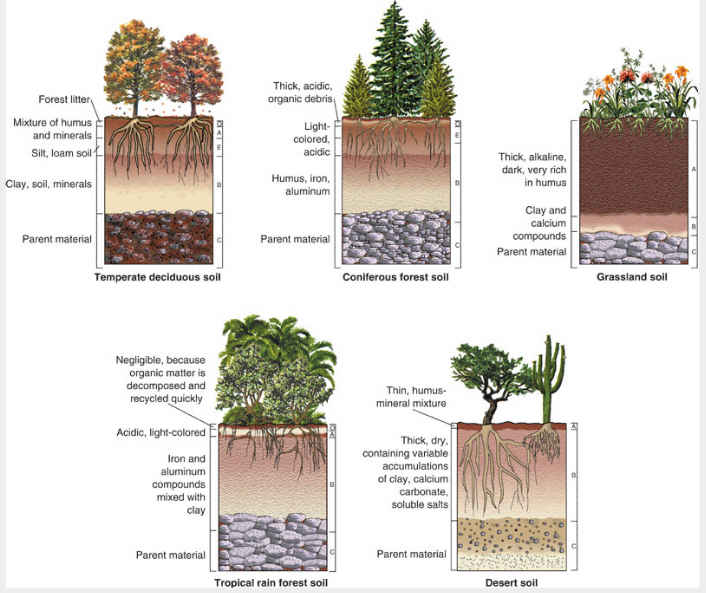 Forest litter
Mixture of humus
and minerals
Silt, loam soil
Clay, soil, minerals
Parent material
O
A
E
B
C
Temperate deciduous soil
Thick, acidic,
organic debris
Light-
colored,
acidic
Humus, iron,
aluminum
Parent material
O
E
B
C
Coniferous forest soil
Thick, alkaline,
dark, very rich
in humus
Clay and
calcium
compounds
Parent material
A
B
C
Grassland soil
Negligible, because
organic matter is
decomposed and
recycled quickly
Acidic, light-colored
Iron and
aluminum
compounds
mixed with
clay
Parent material
O
A
B
C
Tropical rain forest soil
Thin, humus-
mineral mixture
Thick, dry,
containing variable
accumulations
of clay, calcium
carbonate,
soluble salts
Parent material
A
B
C
Desert soil